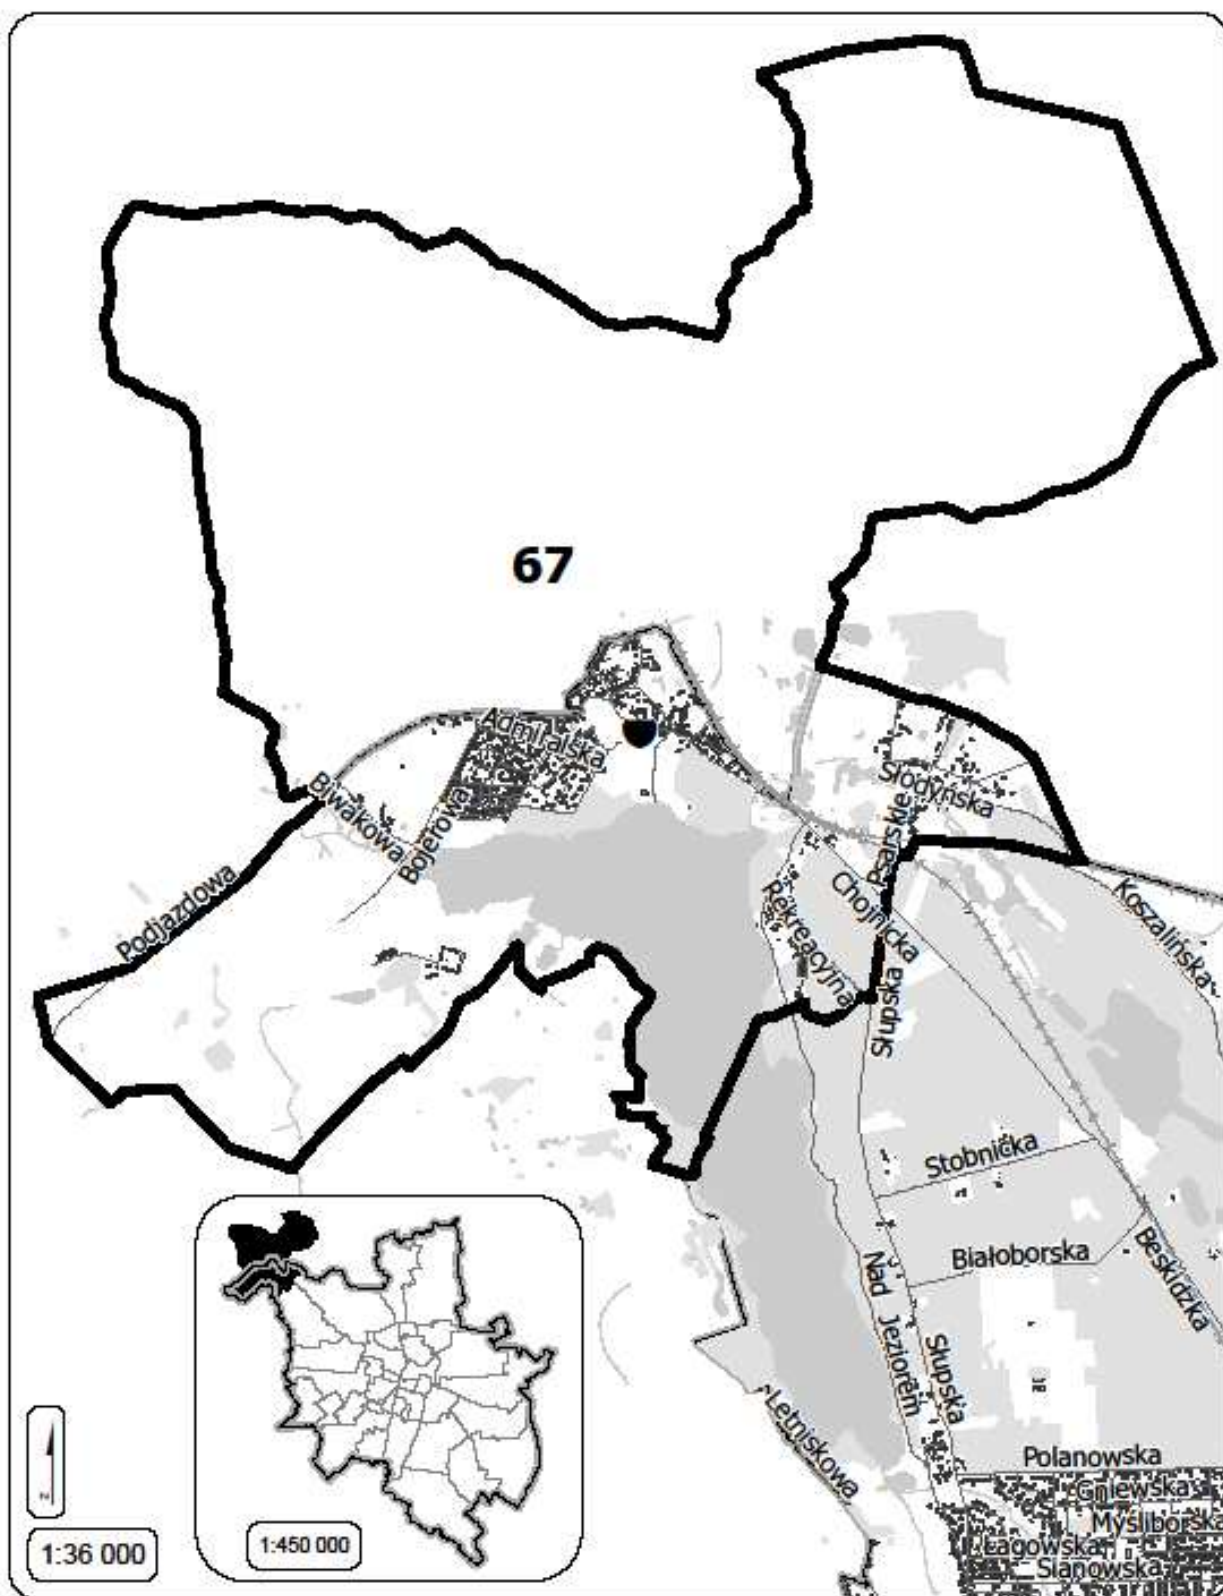 67
Admiralska
Biwakowa
Bojerowa
Podjazdowa
Słodyńska
Psarskie
Chojnicka
Rekreacyjna
Koszalińska
Słupska
Stobnicka
Białoborska
Beskidzka
Nad Jeziorem
Słupska
Letniskowa
Polanowska
Gniewska
Myśliborska
Łagowska
Sianowska
N
1:36 000
1:450 000